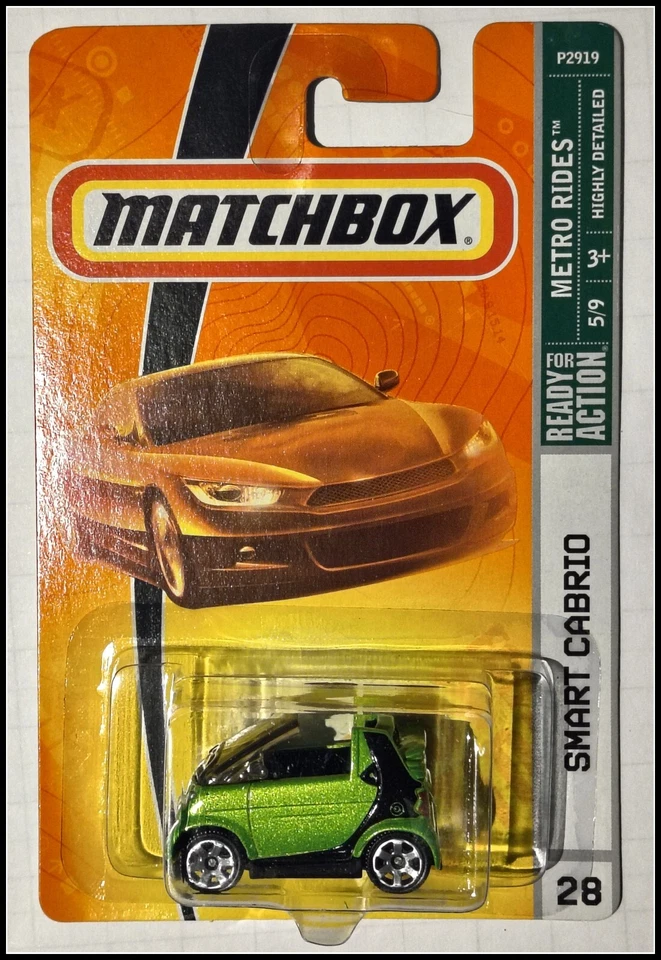 P2919
MATCHBOX®
METRO RIDES™
HIGHLY DETAILED
5/9
3+
READY FOR ACTION®
SMART CABRIO
28